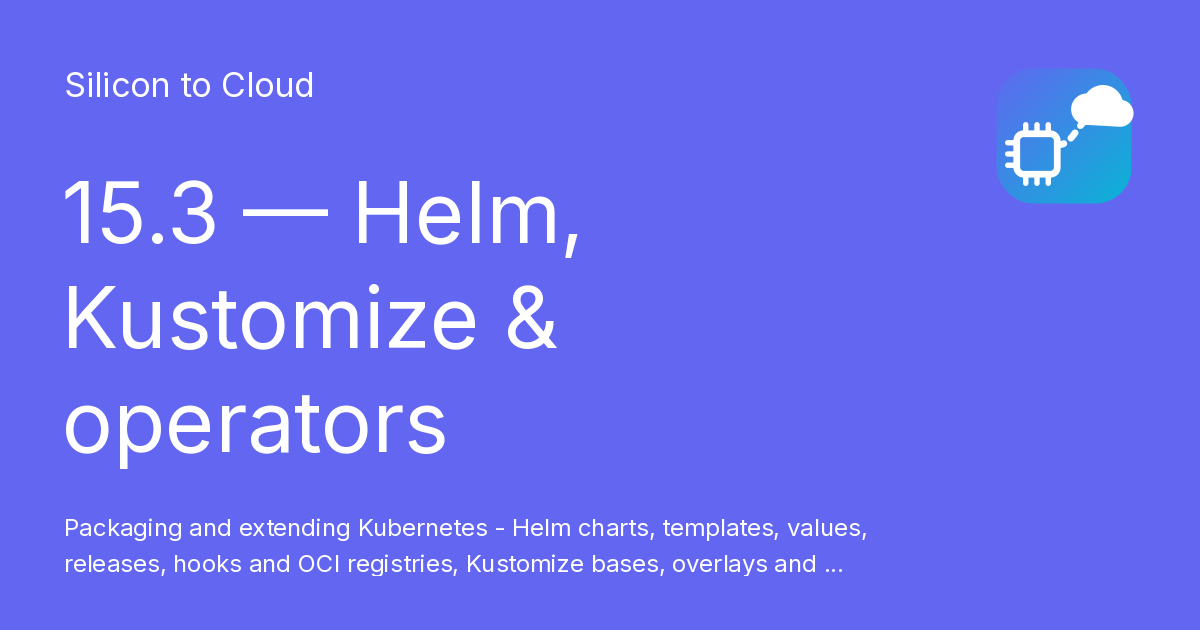 Silicon to Cloud
15.3 — Helm,
Kustomize &
operators
Packaging and extending Kubernetes - Helm charts, templates, values,
releases, hooks and OCI registries, Kustomize bases, overlays and ...